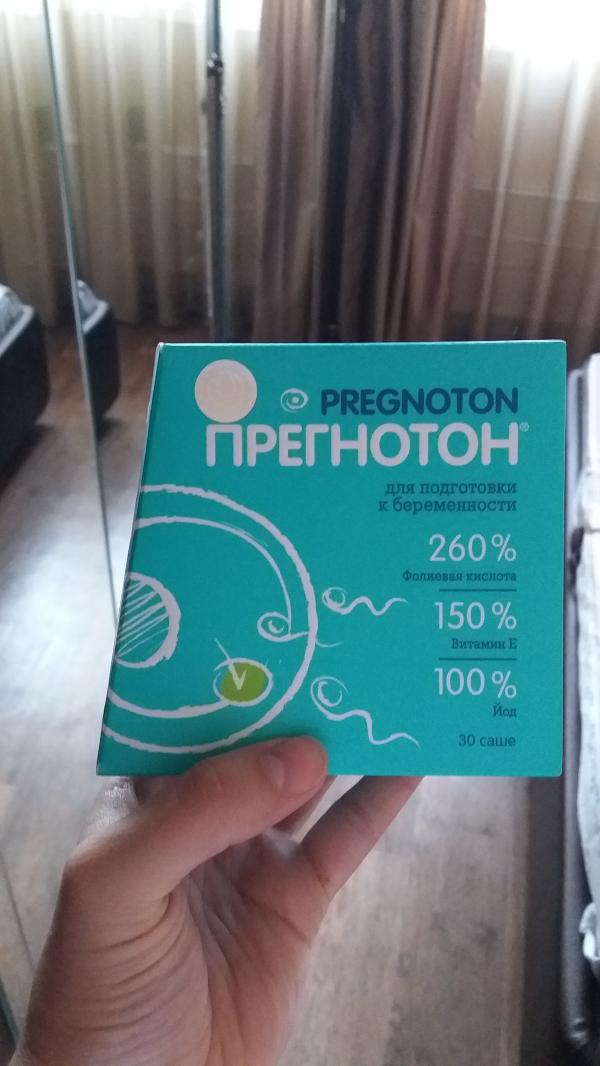 PREGNOTON
ПРЕГНОТОН®
для подготовки
к беременности
260%
Фолиевая кислота
150%
Витамин Е
100%
Йод
30 саше